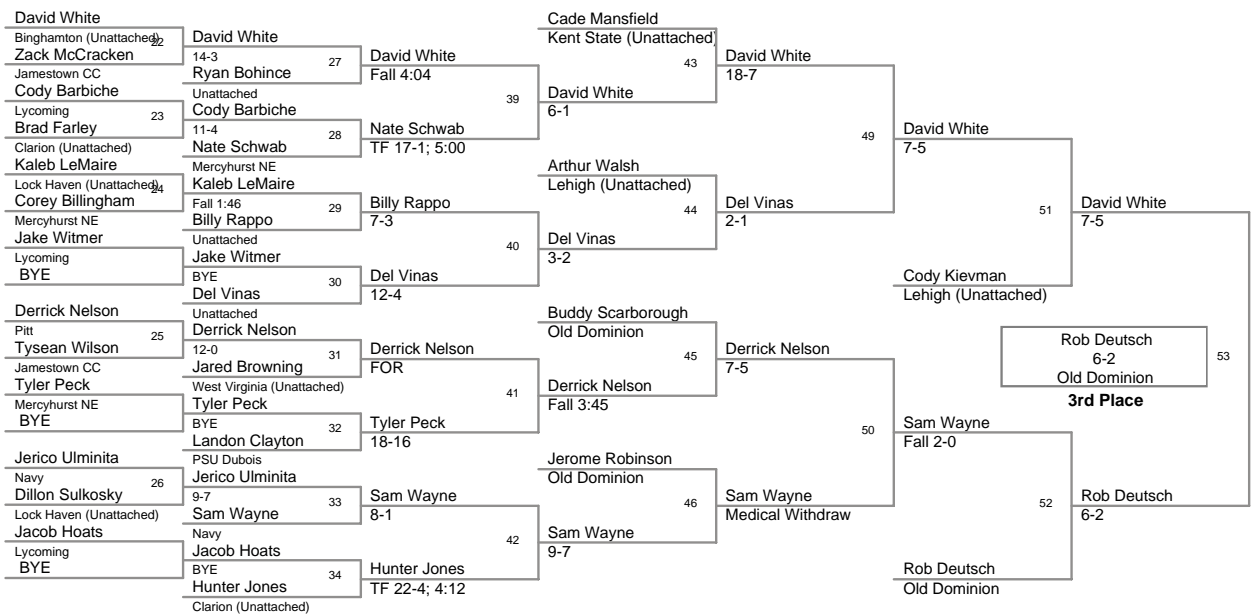 David White
Binghamton (Unattached)
22
Zack McCracken
Jamestown CC
Cody Barbiche
Lycoming
23
Brad Farley
Clarion (Unattached)
Kaleb LeMaire
Lock Haven (Unattached)
24
Corey Billingham
Mercyhurst NE
Jake Witmer
Lycoming
BYE
Derrick Nelson
Pitt
25
Tysean Wilson
Jamestown CC
Tyler Peck
Mercyhurst NE
BYE
Jerico Ulminita
Navy
26
Dillon Sulkosky
Lock Haven (Unattached)
Jacob Hoats
Lycoming
BYE
David White
14-3
27
Ryan Bohince
Unattached
Cody Barbiche
11-4
28
Nate Schwab
Mercyhurst NE
Kaleb LeMaire
Fall 1:46
29
Billy Rappo
Unattached
Jake Witmer
BYE
30
Del Vinas
Unattached
Derrick Nelson
12-0
31
Jared Browning
West Virginia (Unattached)
Tyler Peck
BYE
32
Landon Clayton
PSU Dubois
Jerico Ulminita
9-7
33
Sam Wayne
Navy
Jacob Hoats
BYE
34
Hunter Jones
Clarion (Unattached)
David White
Fall 4:04
39
Nate Schwab
TF 17-1; 5:00
Billy Rappo
7-3
40
Del Vinas
12-4
Derrick Nelson
FOR
41
Tyler Peck
18-16
Sam Wayne
8-1
42
Hunter Jones
TF 22-4; 4:12
Cade Mansfield
Kent State (Unattached)
43
David White
6-1
Arthur Walsh
Lehigh (Unattached)
44
Del Vinas
3-2
Buddy Scarborough
Old Dominion
45
Derrick Nelson
Fall 3:45
Jerome Robinson
Old Dominion
46
Sam Wayne
9-7
David White
18-7
49
Del Vinas
2-1
Derrick Nelson
7-5
50
Sam Wayne
Medical Withdraw
David White
7-5
51
Cody Kievman
Lehigh (Unattached)
Sam Wayne
Fall 2-0
52
Rob Deutsch
Old Dominion
David White
7-5
Rob Deutsch
6-2
Old Dominion
53
3rd Place
Rob Deutsch
6-2